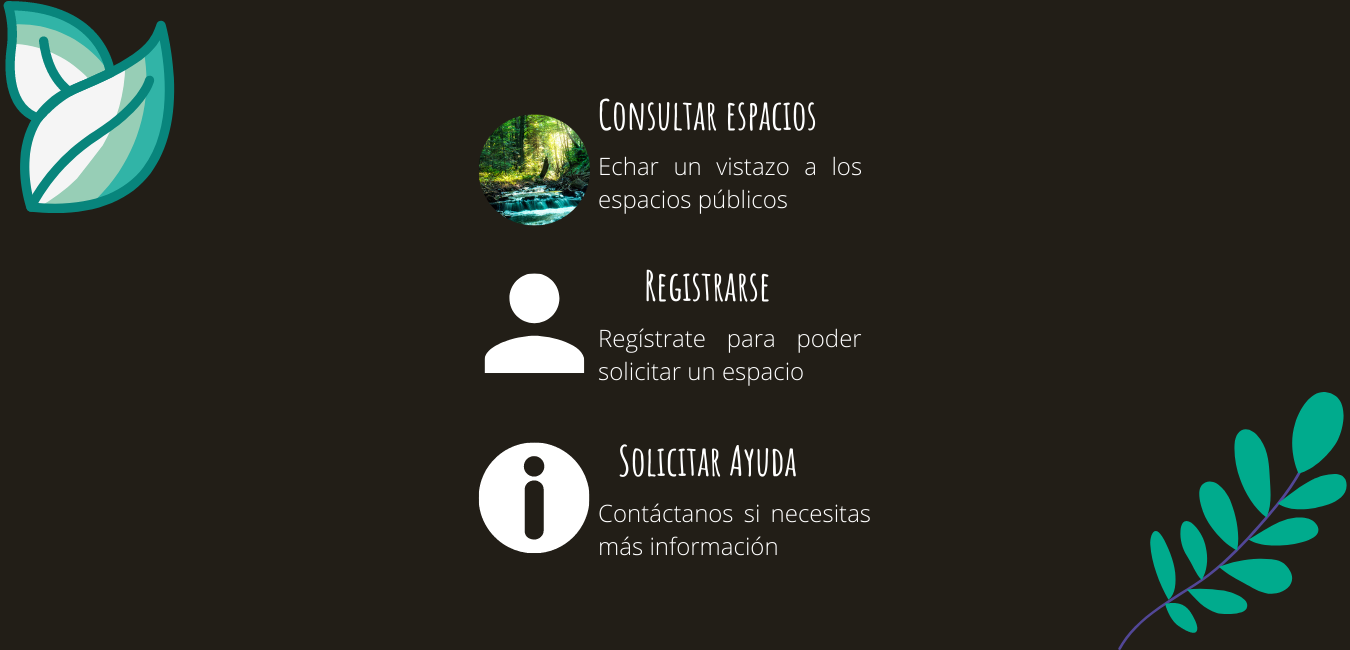 Consultar espacios
Echar un vistazo a los
espacios públicos
Registrarse
Regístrate para poder
solicitar un espacio
Solicitar Ayuda
Contáctanos si necesitas
más información